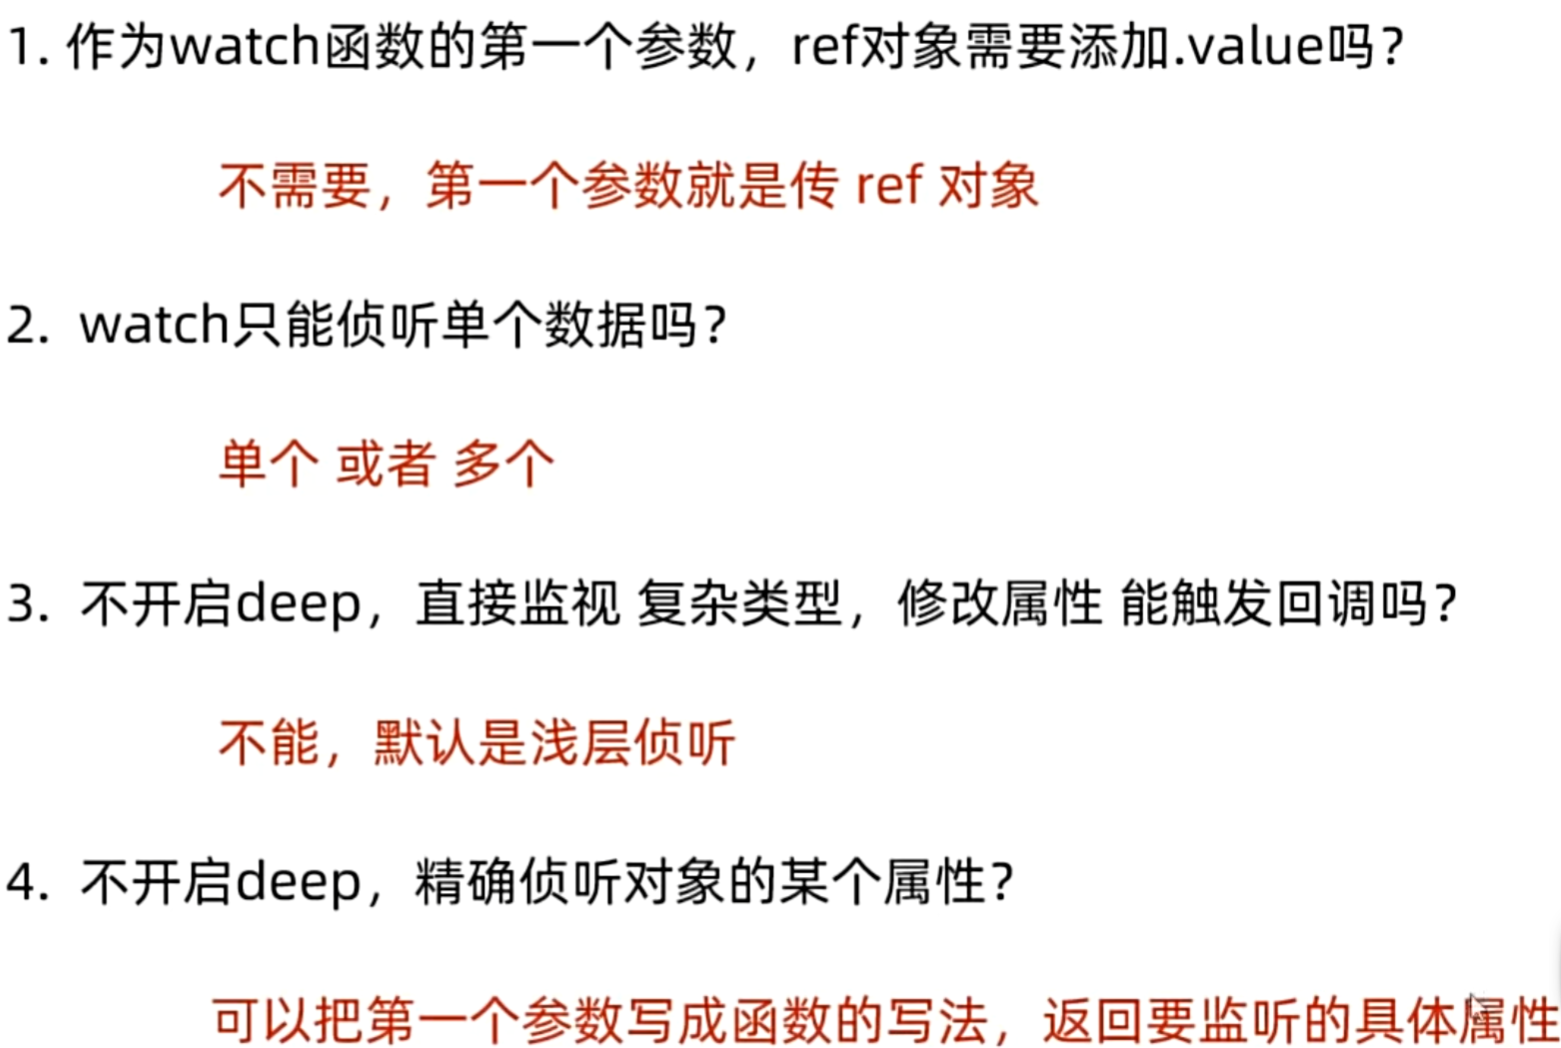 1. 作为watch函数的第一个参数，ref对象需要添加.value吗？
不需要，第一个参数就是传 ref 对象
2. watch只能侦听单个数据吗？
单个 或者 多个
3. 不开启deep，直接监视 复杂类型，修改属性 能触发回调吗？
不能，默认是浅层侦听
4. 不开启deep，精确侦听对象的某个属性？
可以把第一个参数写成函数的写法，返回要监听的具体属性